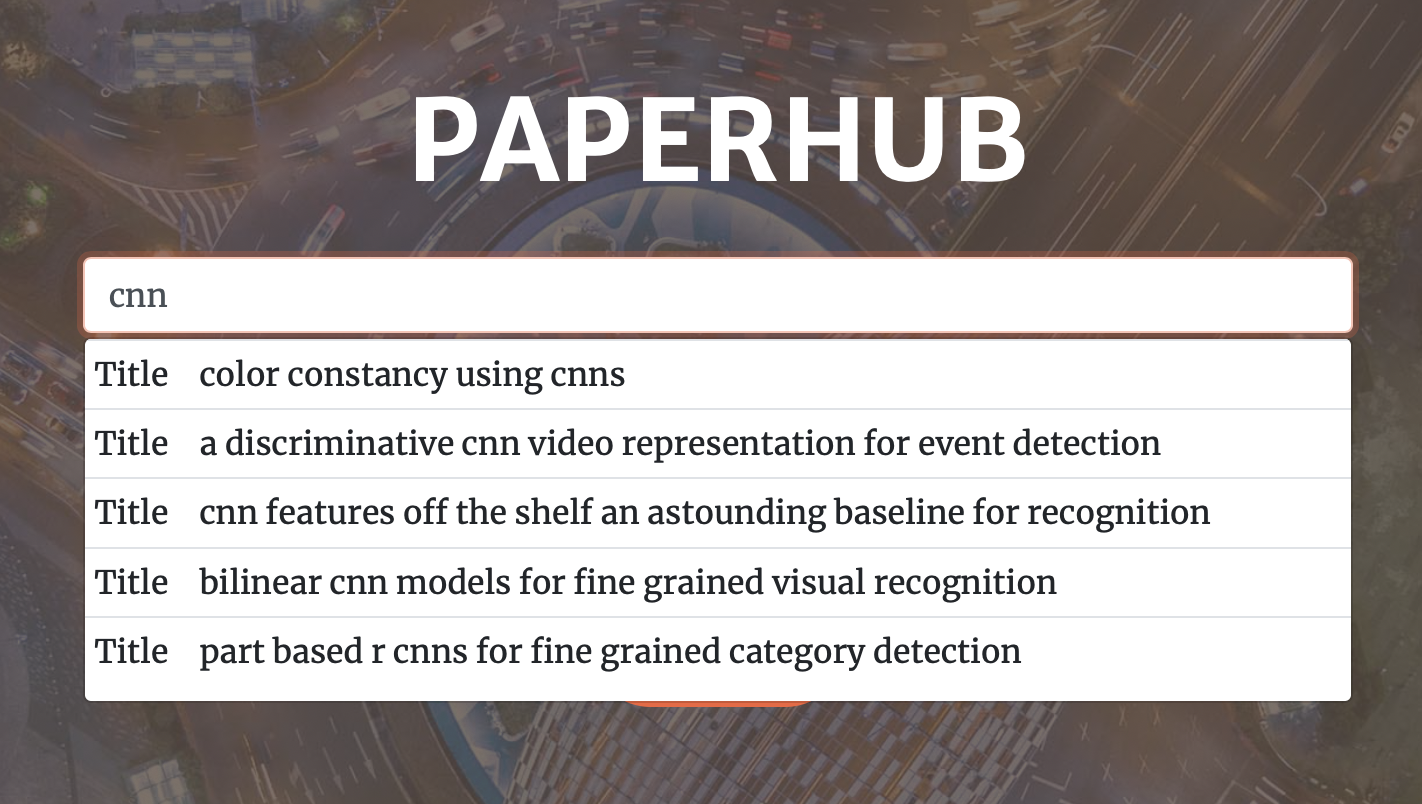 PAPERHUB
cnn
Title color constancy using cnns
Title a discriminative cnn video representation for event detection
Title cnn features off the shelf an astounding baseline for recognition
Title bilinear cnn models for fine grained visual recognition
Title part based r cnns for fine grained category detection